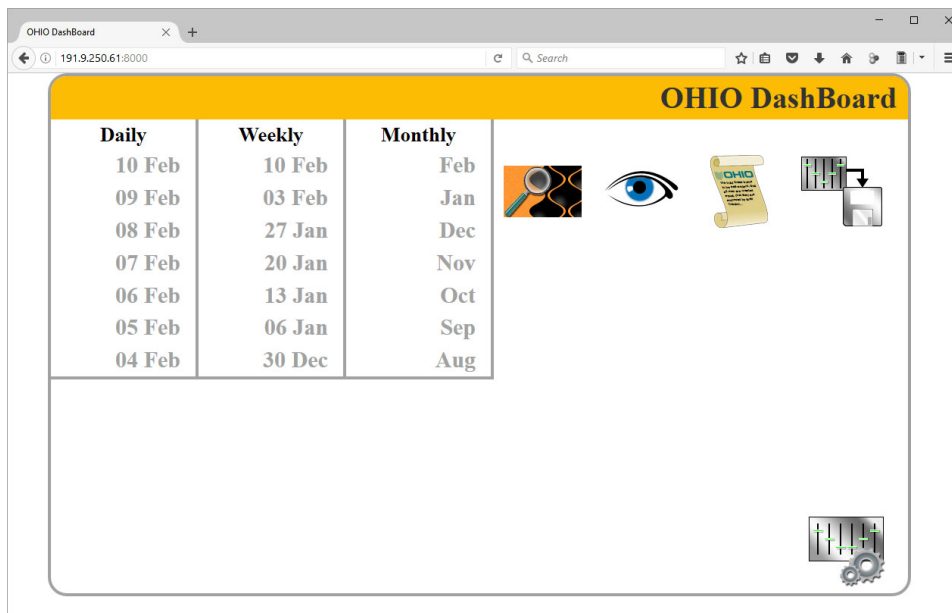 OHIO DashBoard
191.9.250.61:8000
Search
OHIO DashBoard
Daily Weekly Monthly
10 Feb 10 Feb Feb
09 Feb 03 Feb Jan
08 Feb 27 Jan Dec
07 Feb 20 Jan Nov
06 Feb 13 Jan Oct
05 Feb 06 Jan Sep
04 Feb 30 Dec Aug
OHIO